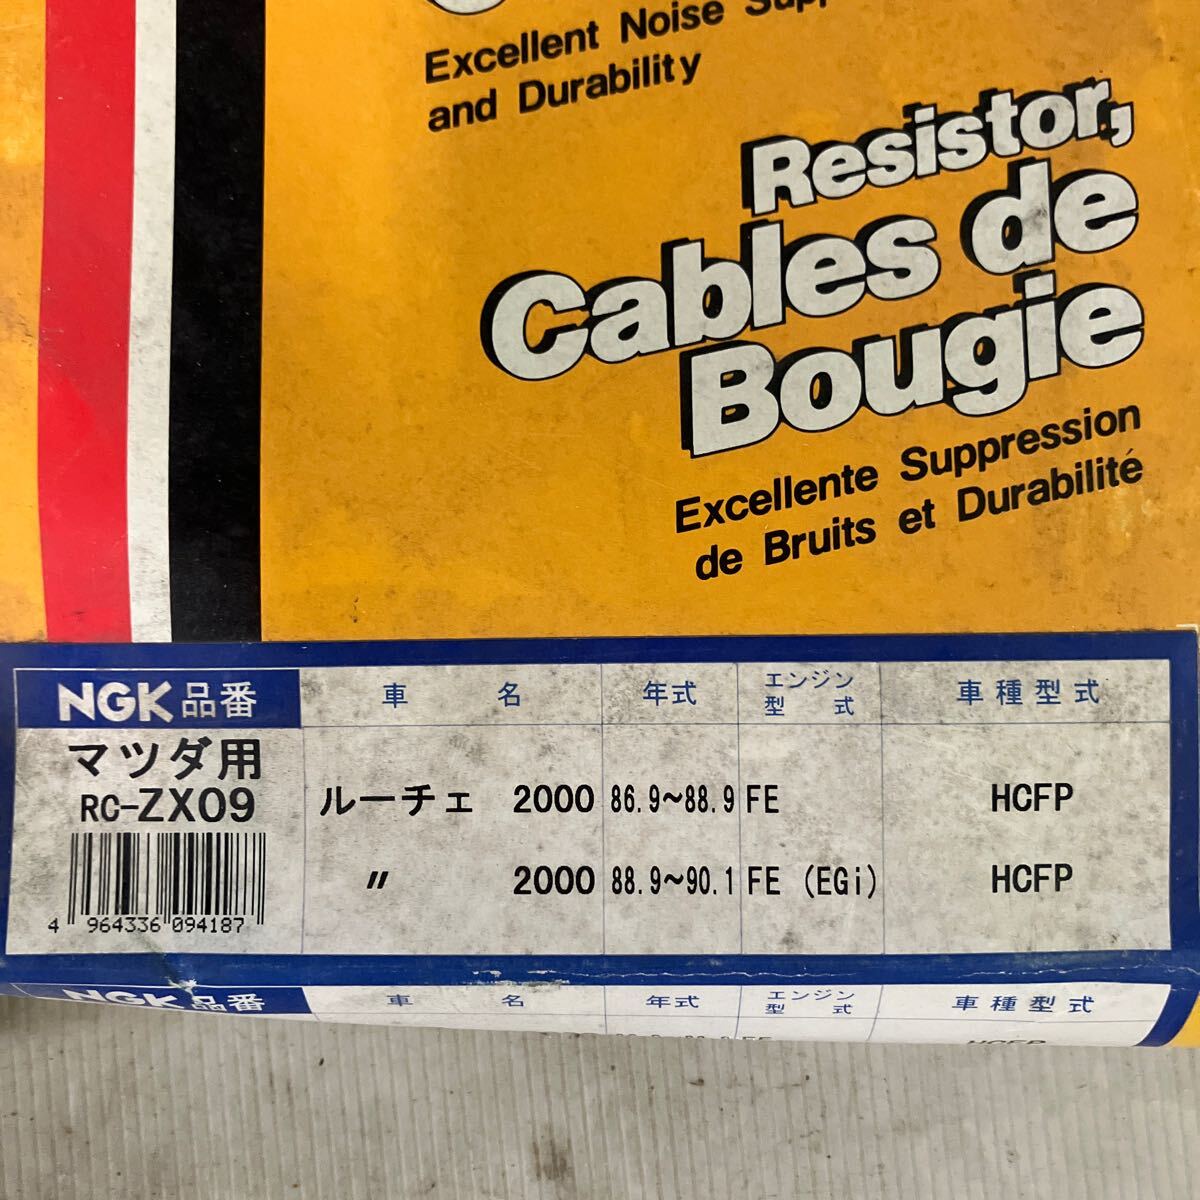 Excellent Noise
and Durability
Resistor,
Cables de
Bougie
Excellente Suppression
de Bruits et Durabilité
NGK品番 車 名 年式 エンジン型 式 車種型式
マツダ用
RC-ZX09
ルーチェ 2000 86.9~88.9 FE HCFP
〃 2000 88.9~90.1 FE (EGi) HCFP
4 964336 094187
NGK品番 車 名 年式 エンジン型 式 車種型式